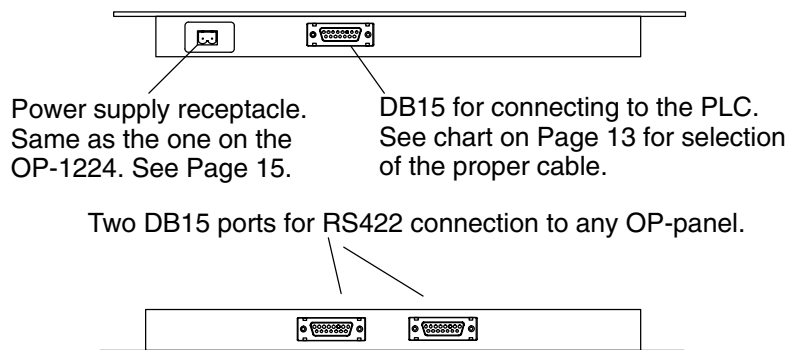 Power supply receptacle.
Same as the one on the
OP-1224. See Page 15.
DB15 for connecting to the PLC.
See chart on Page 13 for selection
of the proper cable.
Two DB15 ports for RS422 connection to any OP-panel.